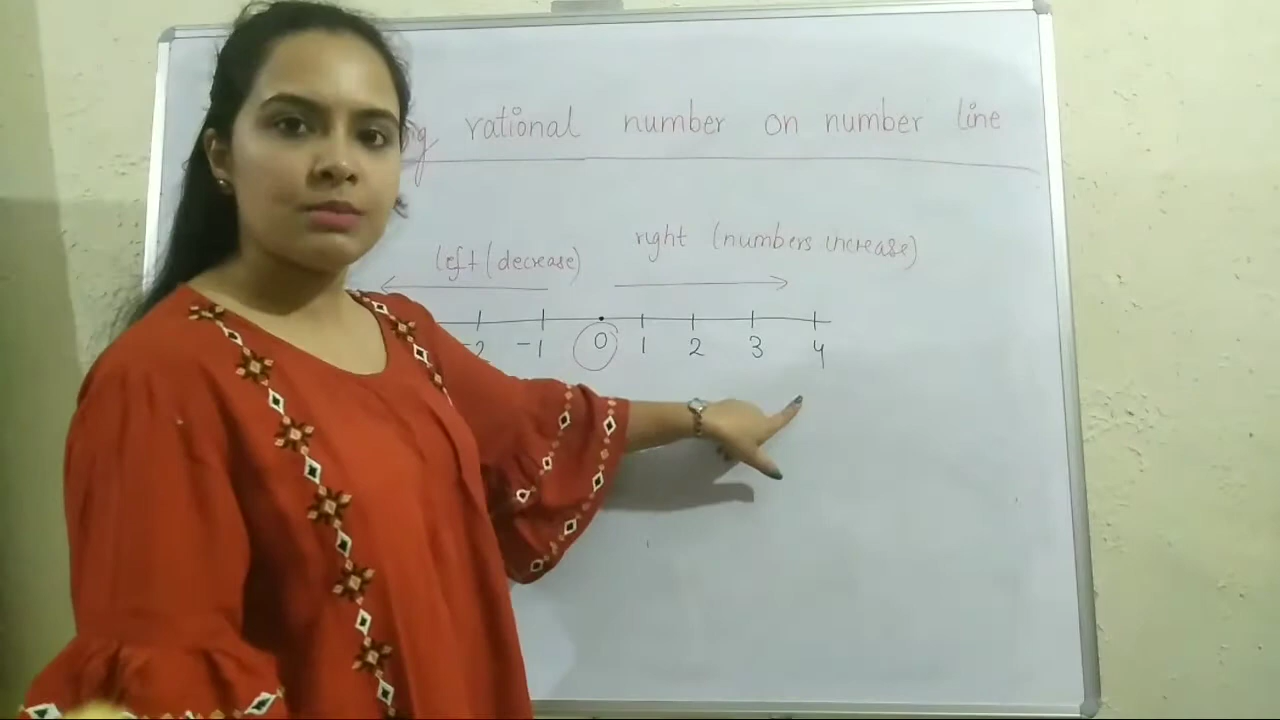 rational number on number line
right (numbers increase)
left (decrease)
-2 -1 0 1 2 3 4